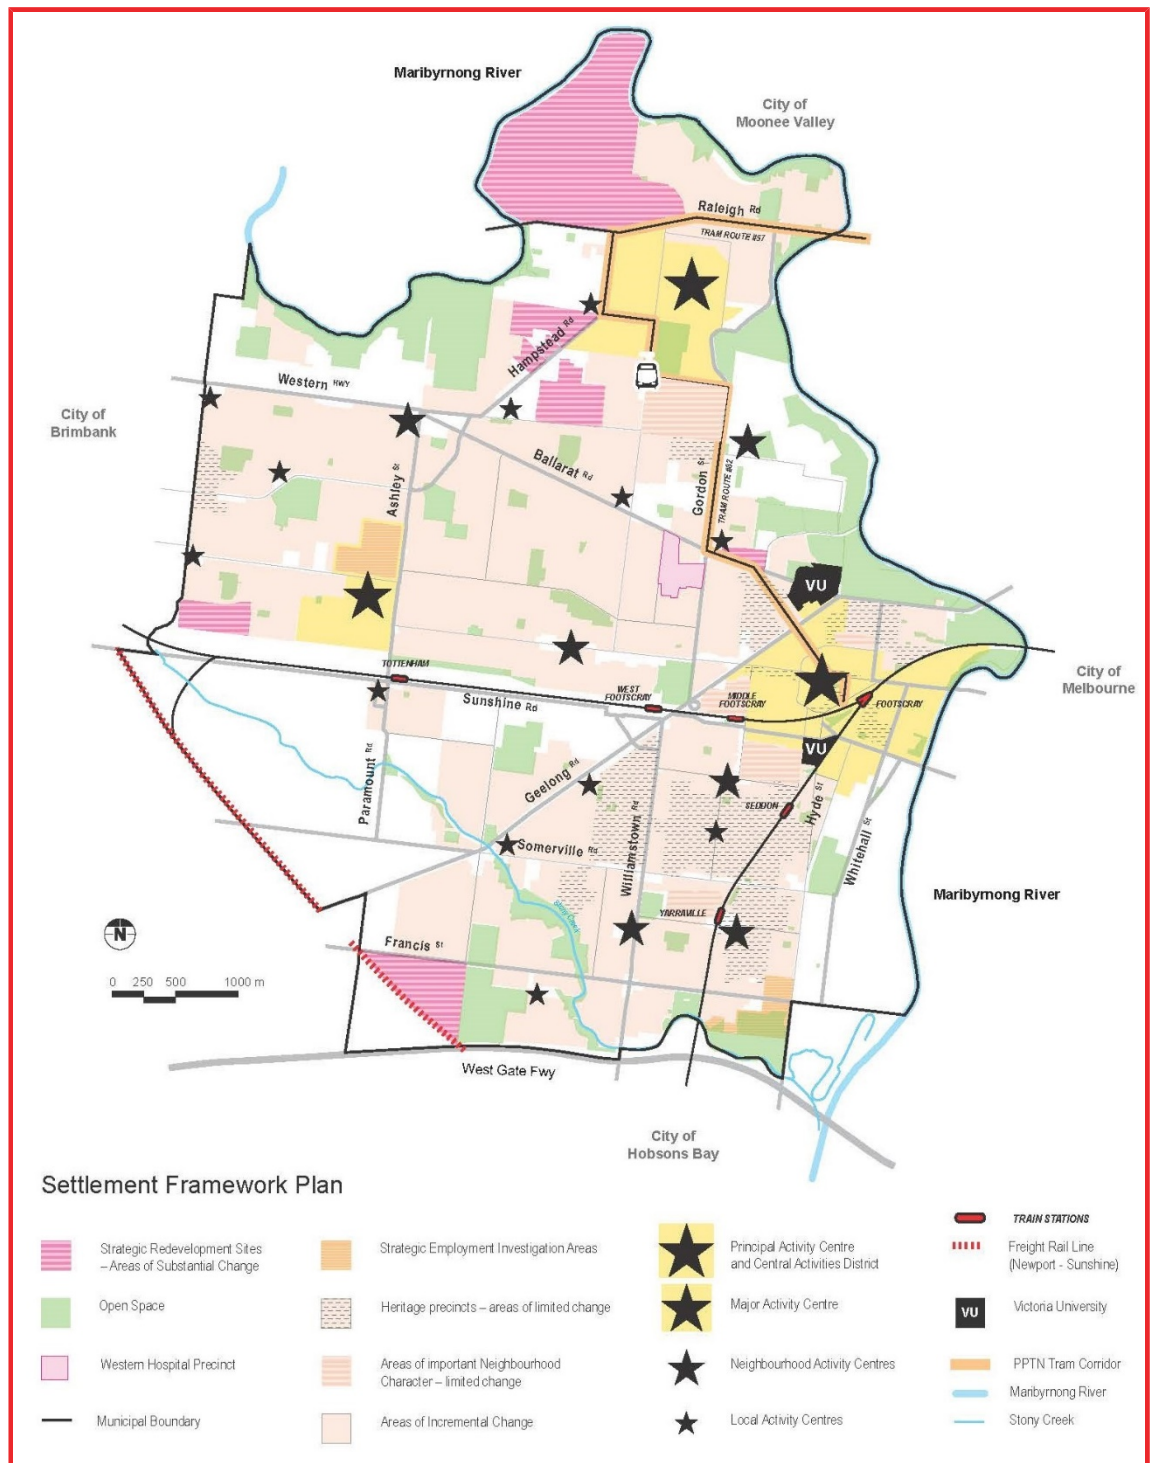 Maribyrnong River
City of
Moonee Valley
Raleigh Rd
TRAM ROUTE #57
Hampstead Rd
Western HWY
City of
Brimbank
Ballarat Rd
Ashley St
Gordon St
TRAM ROUTE #82
VU
City of
Melbourne
TOTTENHAM
WEST
FOOTSCRAY
MIDDLE
FOOTSCRAY
FOOTSCRAY
Sunshine Rd
VU
Paramount Rd
Geelong Rd
Williamstown Rd
SEDDON
Hyde St
Whitehall St
Somerville Rd
Maribyrnong River
YARRAVILLE
Stony Creek
N
Francis St
0 250 500 1000 m
West Gate Fwy
City of
Hobsons Bay
Settlement Framework Plan
Strategic Redevelopment Sites
– Areas of Substantial Change
Open Space
Western Hospital Precinct
Municipal Boundary
Strategic Employment Investigation Areas
Heritage precincts – areas of limited change
Areas of important Neighbourhood
Character – limited change
Areas of Incremental Change
Principal Activity Centre
and Central Activities District
Major Activity Centre
Neighbourhood Activity Centres
Local Activity Centres
TRAIN STATIONS
Freight Rail Line
(Newport - Sunshine)
VU
Victoria University
PPTN Tram Corridor
Maribyrnong River
Stony Creek